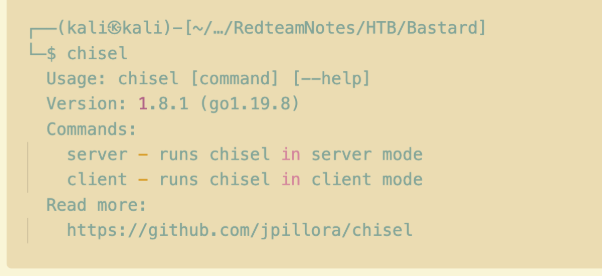 ┌──(kali㉿kali)-[~/…/RedteamNotes/HTB/Bastard]
└─$ chisel
Usage: chisel [command] [--help]
Version: 1.8.1 (go1.19.8)
Commands:
server - runs chisel in server mode
client - runs chisel in client mode
Read more:
https://github.com/jpillora/chisel